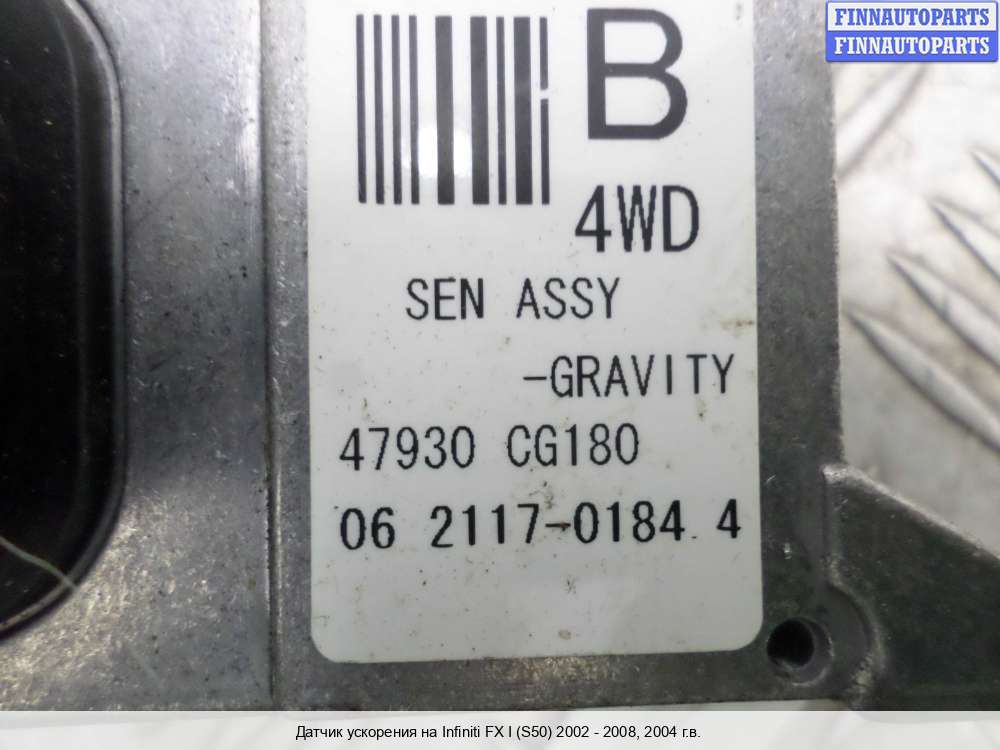 FINNAUTOPARTS
FINNAUTOPARTS
B
4WD
SEN ASSY
-GRAVITY
47930 CG180
06 2117-0184 4
Датчик ускорения на Infiniti FX I (S50) 2002 - 2008, 2004 г.в.